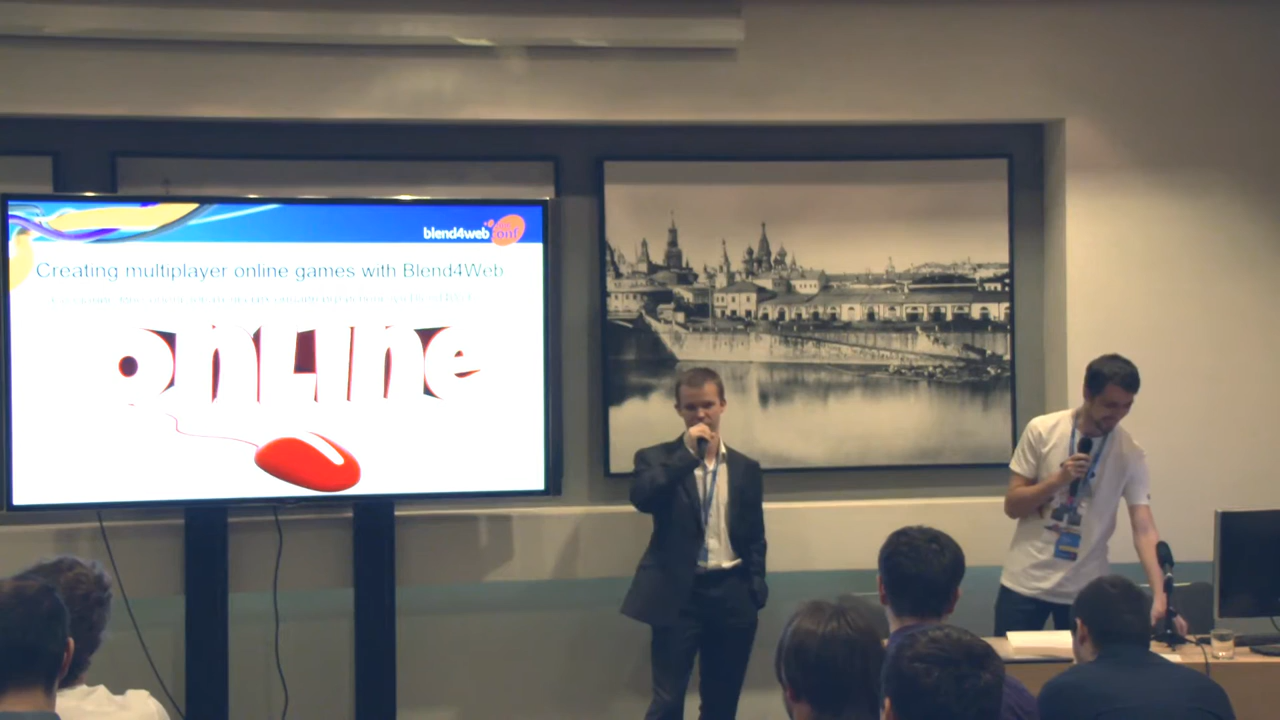 blend4web conf
Creating multiplayer online games with Blend4Web
onLine